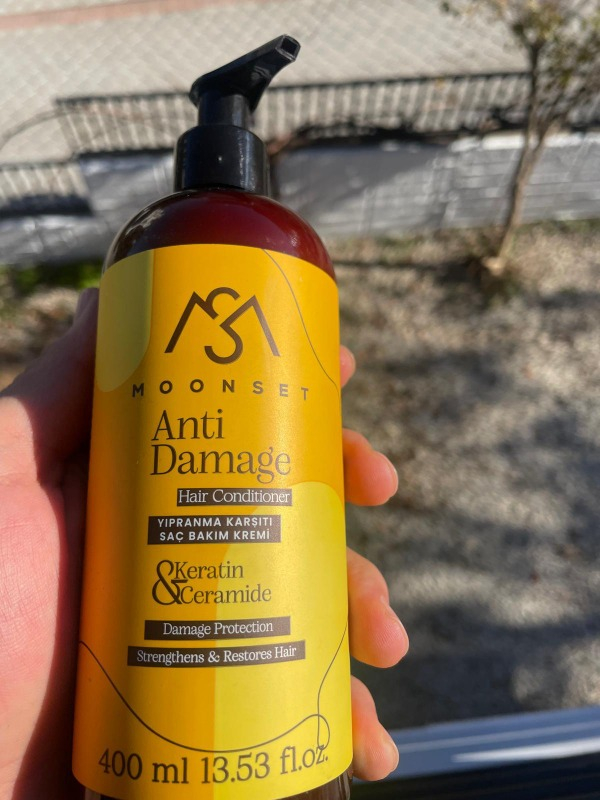 MOONSET
Anti
Damage
Hair Conditioner
YIPRANMA KARŞITI
SAÇ BAKIM KREMİ
& Keratin
Ceramide
Damage Protection
Strengthens & Restores Hair
400 ml 13.53 fl.oz.